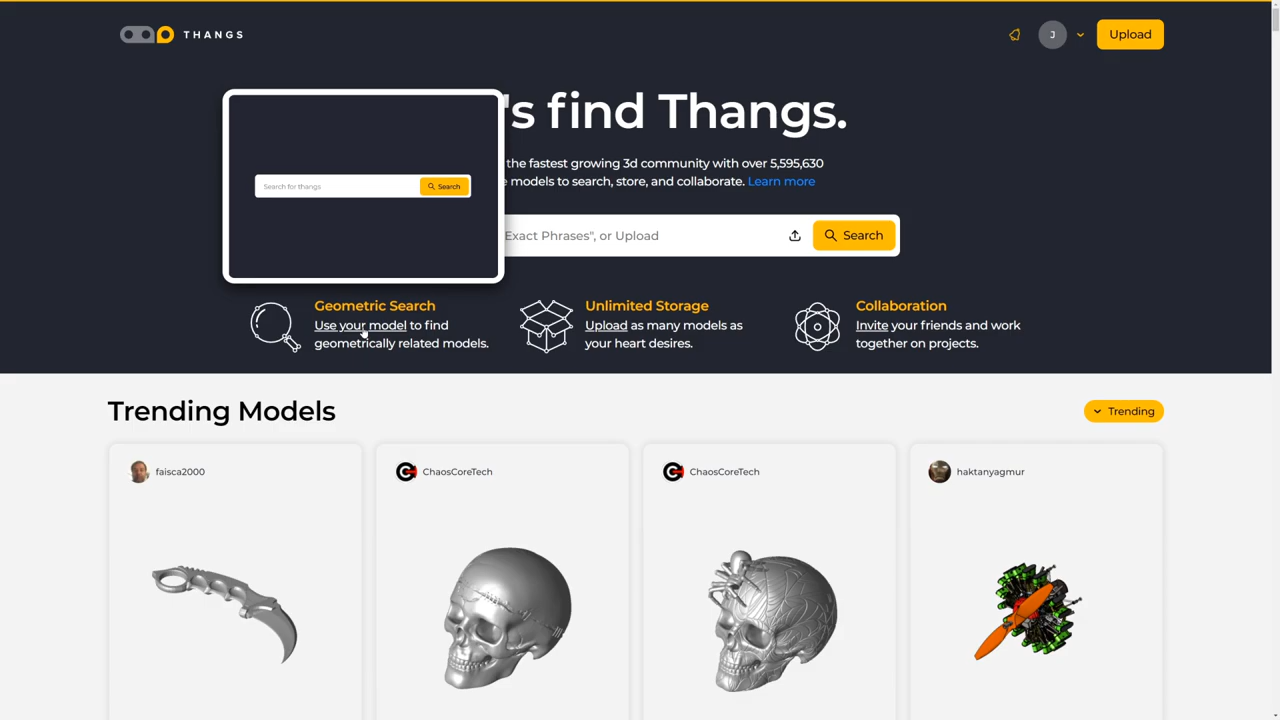 THANGS
J
Upload
's find Thangs.
the fastest growing 3d community with over 5,595,630
models to search, store, and collaborate. Learn more
Search for thangs
Search
Exact Phrases", or Upload
Search
Geometric Search
Use your model to find
geometrically related models.
Unlimited Storage
Upload as many models as
your heart desires.
Collaboration
Invite your friends and work
together on projects.
Trending Models
Trending
faisca2000
ChaosCoreTech
ChaosCoreTech
haktanyagmur